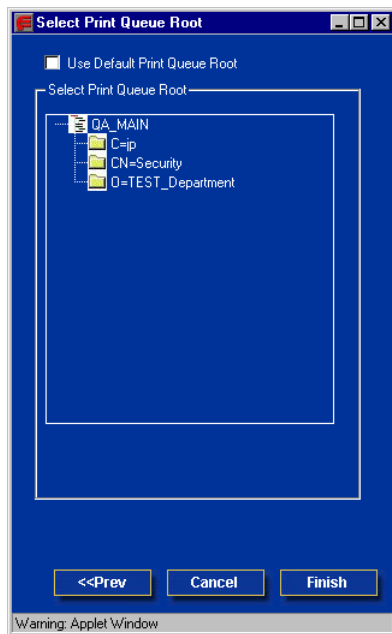 Select Print Queue Root
Use Default Print Queue Root
Select Print Queue Root
QA_MAIN
C=jp
CN=Security
O=TEST_Department
<<Prev
Cancel
Finish
Warning: Applet Window